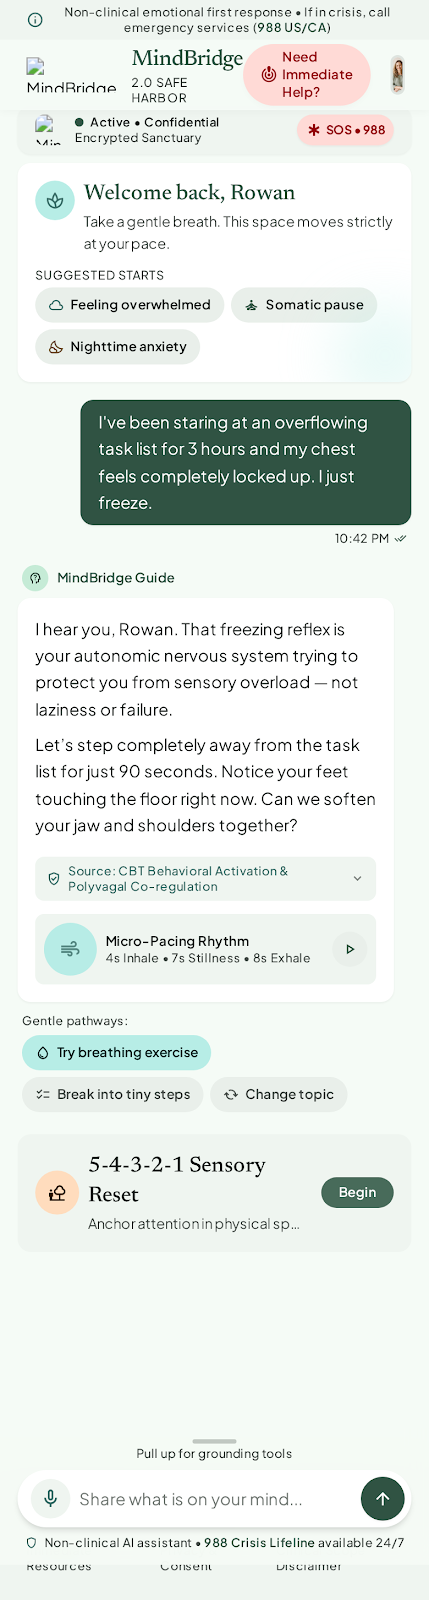 Non-clinical emotional first response • If in crisis, call
emergency services (988 US/CA)
MindBridge
MindBridge
2.0 SAFE
HARBOR
Need
Immediate
Help?
Active • Confidential
Encrypted Sanctuary
SOS • 988
Welcome back, Rowan
Take a gentle breath. This space moves strictly
at your pace.
SUGGESTED STARTS
Feeling overwhelmed
Somatic pause
Nighttime anxiety
I've been staring at an overflowing
task list for 3 hours and my chest
feels completely locked up. I just
freeze.
10:42 PM
MindBridge Guide
I hear you, Rowan. That freezing reflex is
your autonomic nervous system trying to
protect you from sensory overload — not
laziness or failure.
Let's step completely away from the task
list for just 90 seconds. Notice your feet
touching the floor right now. Can we soften
your jaw and shoulders together?
Source: CBT Behavioral Activation &
Polyvagal Co-regulation
Micro-Pacing Rhythm
4s Inhale • 7s Stillness • 8s Exhale
Gentle pathways:
Try breathing exercise
Break into tiny steps
Change topic
5-4-3-2-1 Sensory
Reset
Anchor attention in physical sp...
Begin
Pull up for grounding tools
Share what is on your mind...
Non-clinical AI assistant • 988 Crisis Lifeline available 24/7
Resources
Consent
Disclaimer